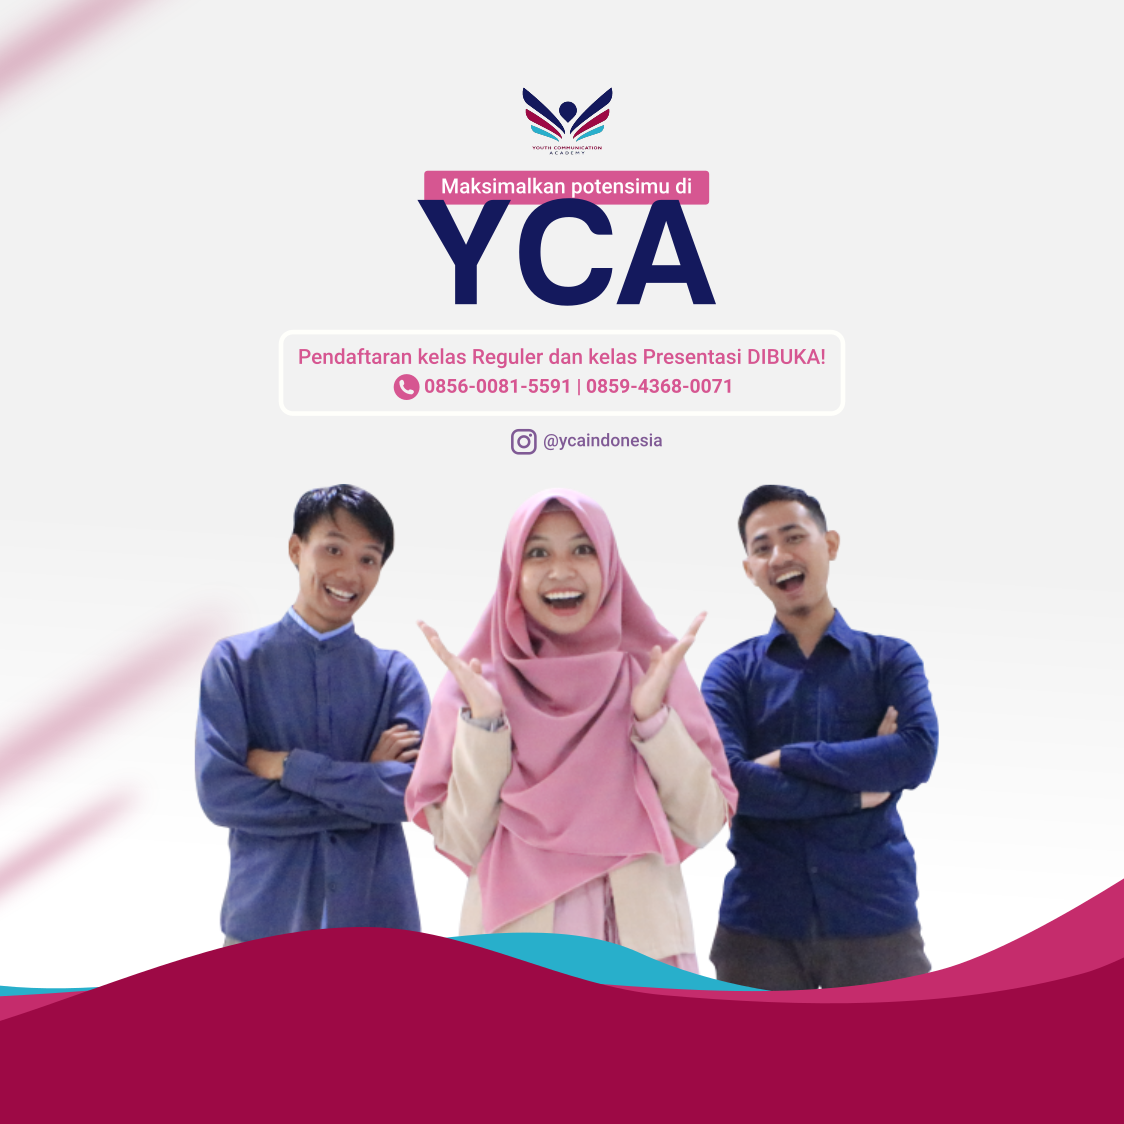 YOUTH COMMUNICATION
ACADEMY
Maksimalkan potensimu di
YCA
Pendaftaran kelas Reguler dan kelas Presentasi DIBUKA!
0856-0081-5591 | 0859-4368-0071
@ycaindonesia